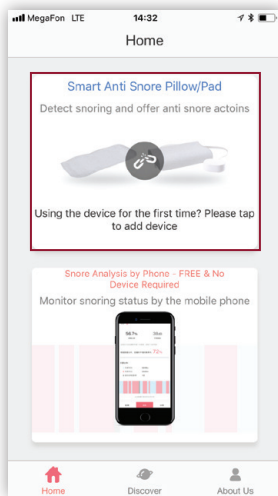 MegaFon LTE 14:32
Home
Smart Anti Snore Pillow/Pad
Detect snoring and offer anti snore actoins
Using the device for the first time? Please tap
to add device
Snore Analysis by Phone - FREE & No
Device Required
Monitor snoring status by the mobile phone
Home Discover About Us